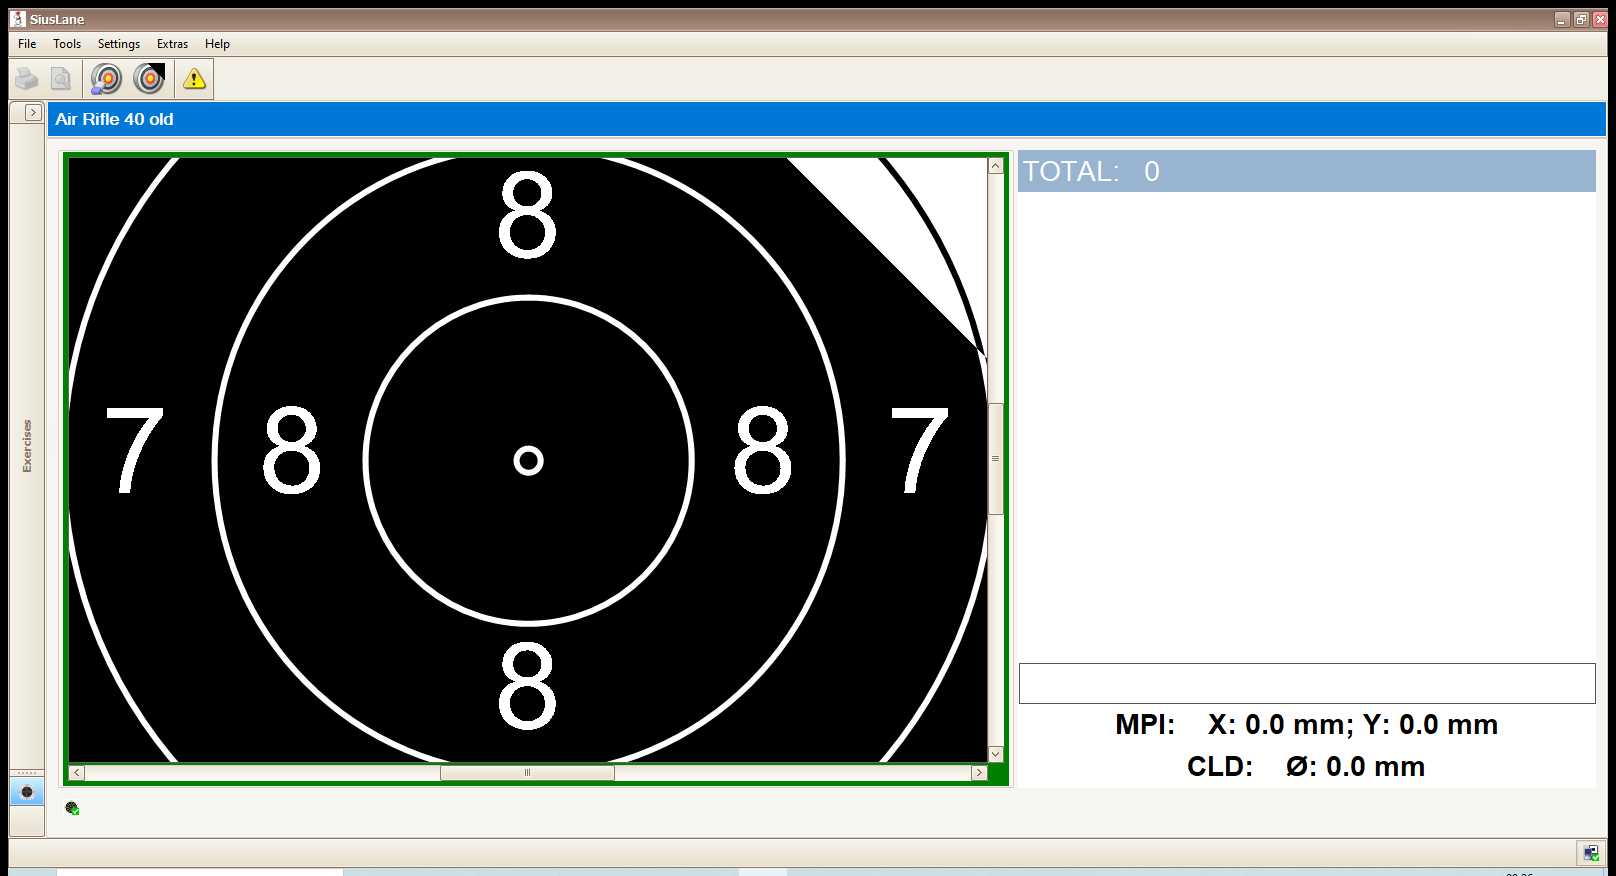 SiusLane
File Tools Settings Extras Help
Air Rifle 40 old
Exercises
8
7 8 8 7
8
TOTAL: 0
MPI: X: 0.0 mm; Y: 0.0 mm
CLD: Ø: 0.0 mm